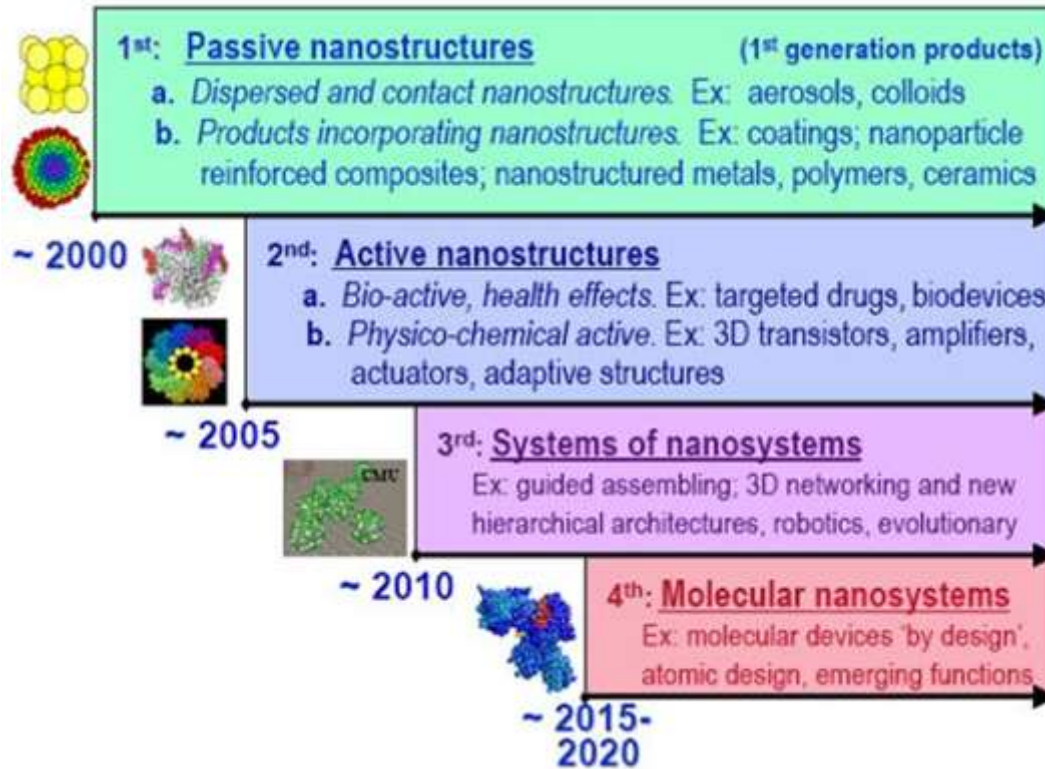 1st: Passive nanostructures (1st generation products)
a. Dispersed and contact nanostructures. Ex: aerosols, colloids
b. Products incorporating nanostructures. Ex: coatings; nanoparticle
reinforced composites; nanostructured metals, polymers, ceramics
~ 2000
2nd: Active nanostructures
a. Bio-active, health effects. Ex: targeted drugs, biodevices
b. Physico-chemical active. Ex: 3D transistors, amplifiers,
actuators, adaptive structures
~ 2005
CMU
3rd: Systems of nanosystems
Ex: guided assembling; 3D networking and new
hierarchical architectures, robotics, evolutionary
~ 2010
4th: Molecular nanosystems
Ex: molecular devices ‘by design’,
atomic design, emerging functions
~ 2015-
2020